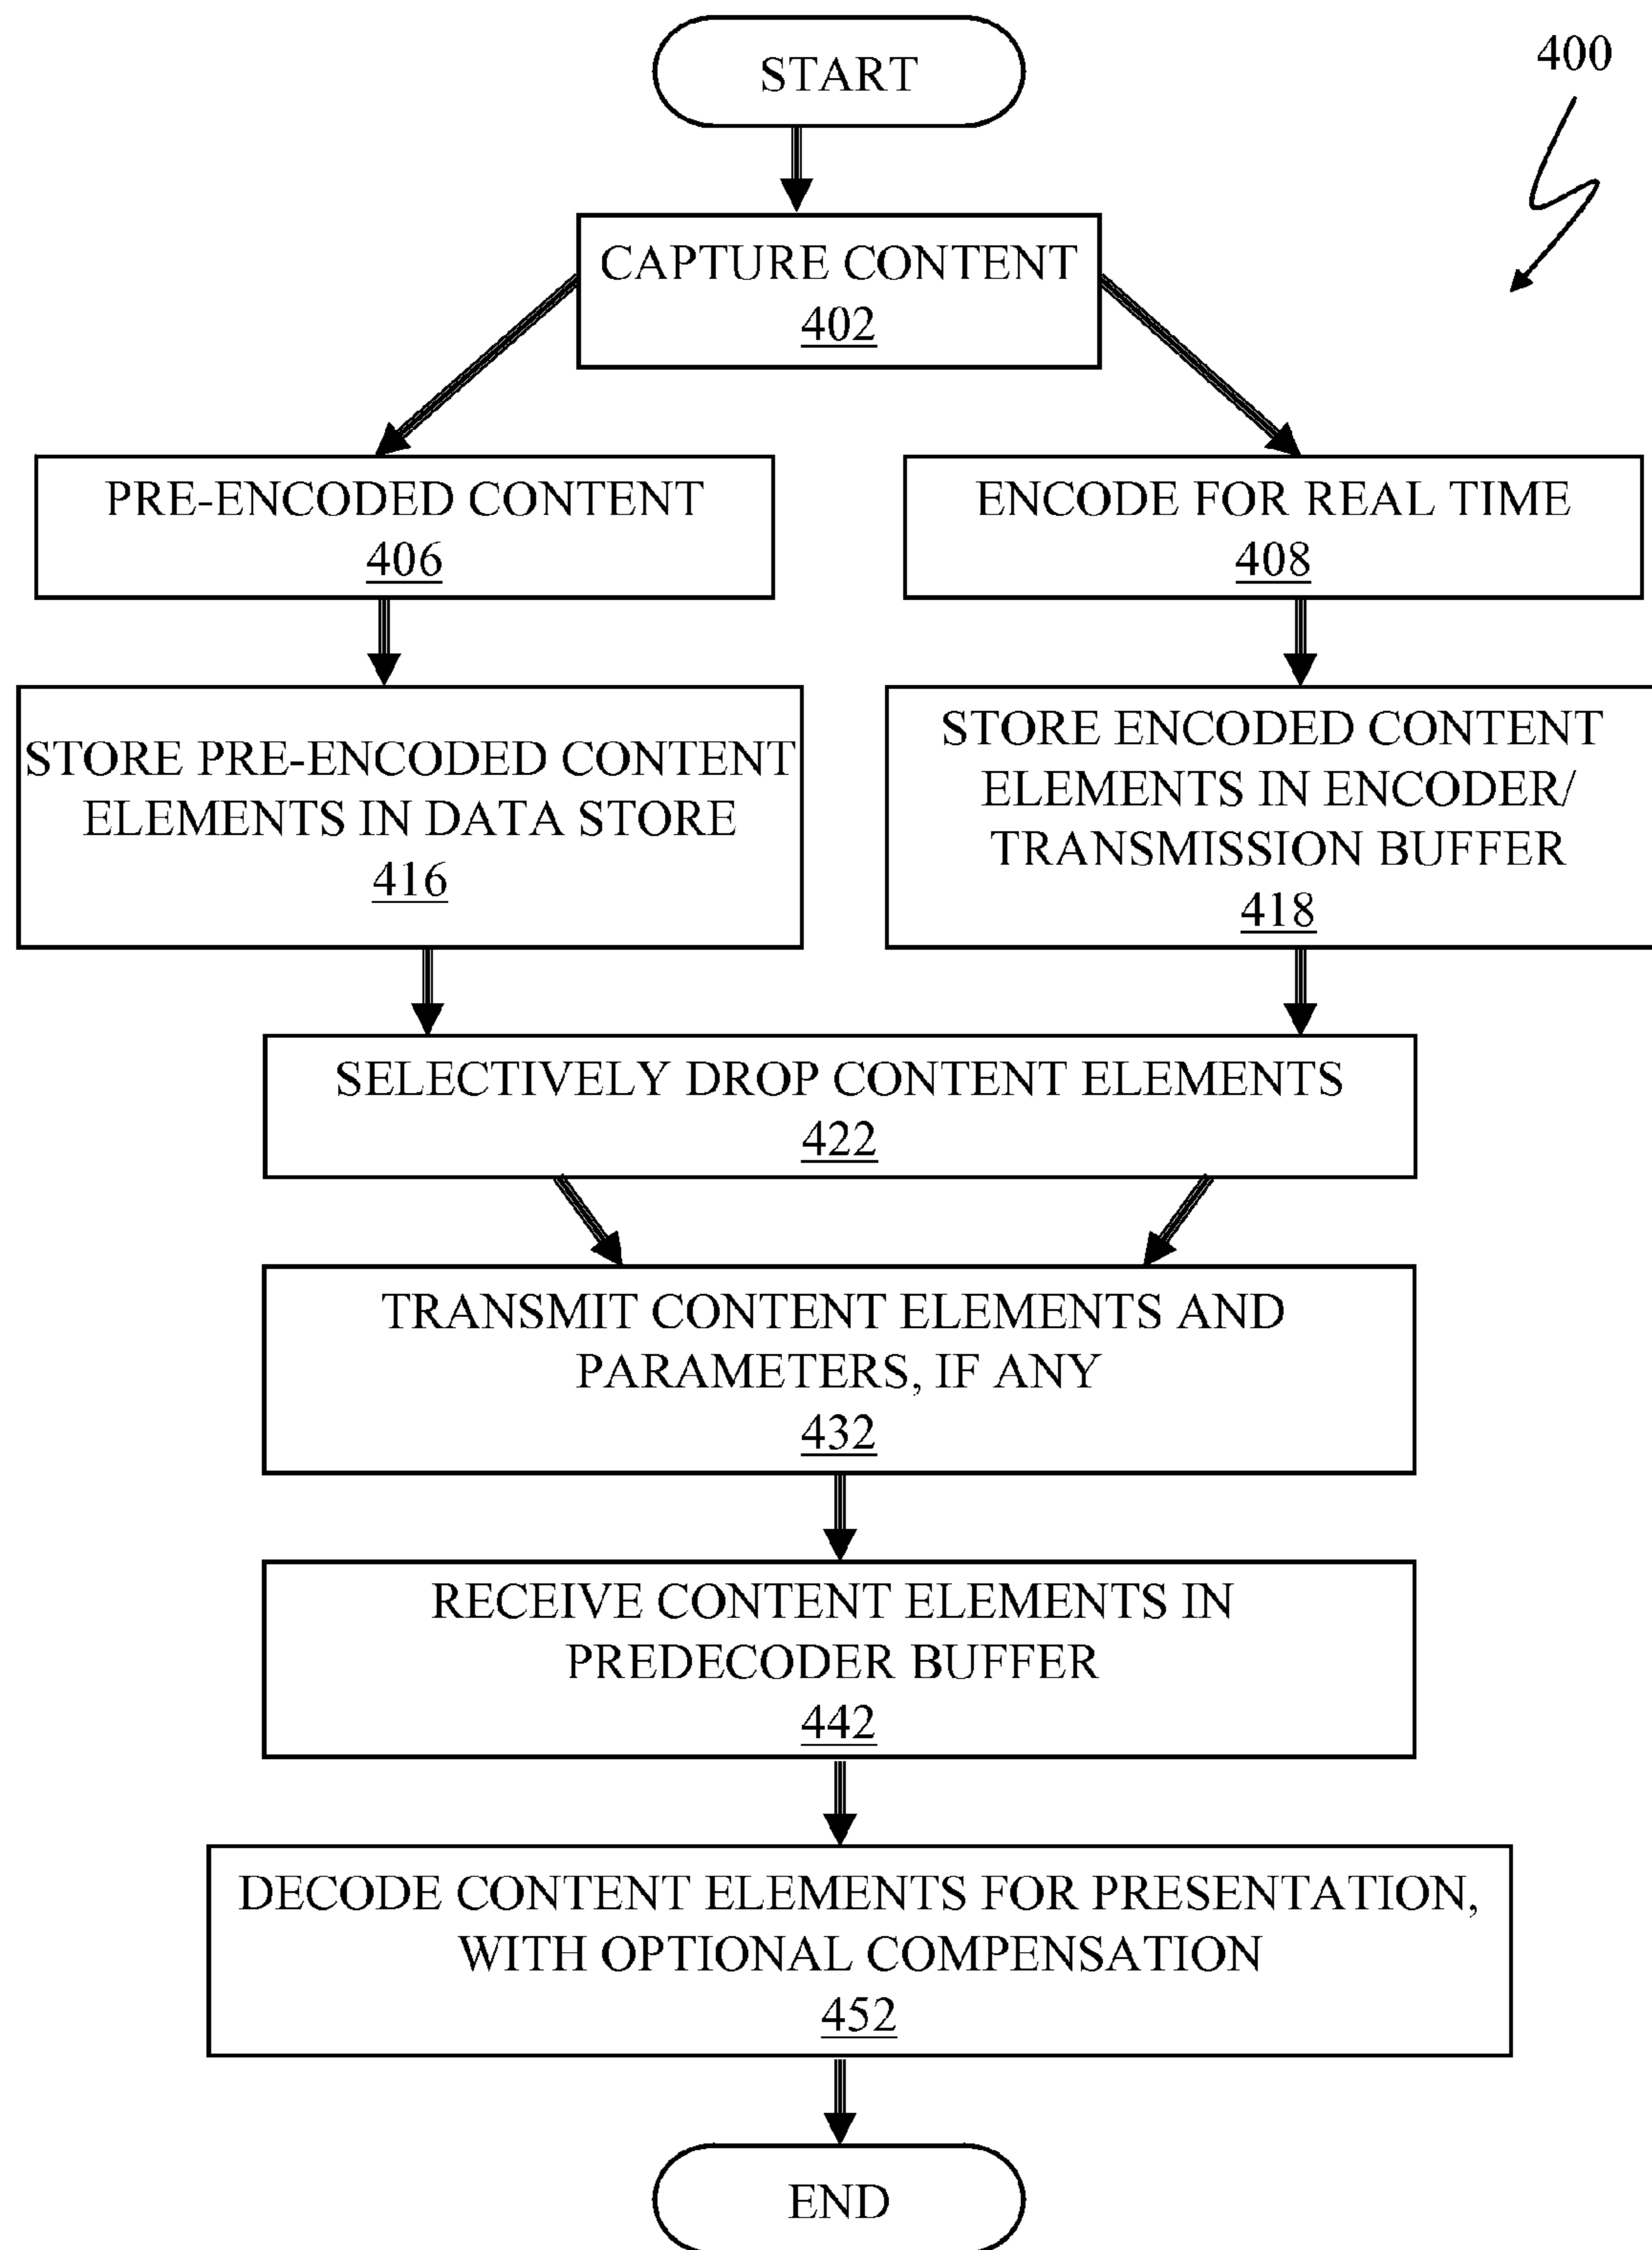 START
400
CAPTURE CONTENT
402
PRE-ENCODED CONTENT
406
ENCODE FOR REAL TIME
408
STORE PRE-ENCODED CONTENT
ELEMENTS IN DATA STORE
416
STORE ENCODED CONTENT
ELEMENTS IN ENCODER/
TRANSMISSION BUFFER
418
SELECTIVELY DROP CONTENT ELEMENTS
422
TRANSMIT CONTENT ELEMENTS AND
PARAMETERS, IF ANY
432
RECEIVE CONTENT ELEMENTS IN
PREDECODER BUFFER
442
DECODE CONTENT ELEMENTS FOR PRESENTATION,
WITH OPTIONAL COMPENSATION
452
END